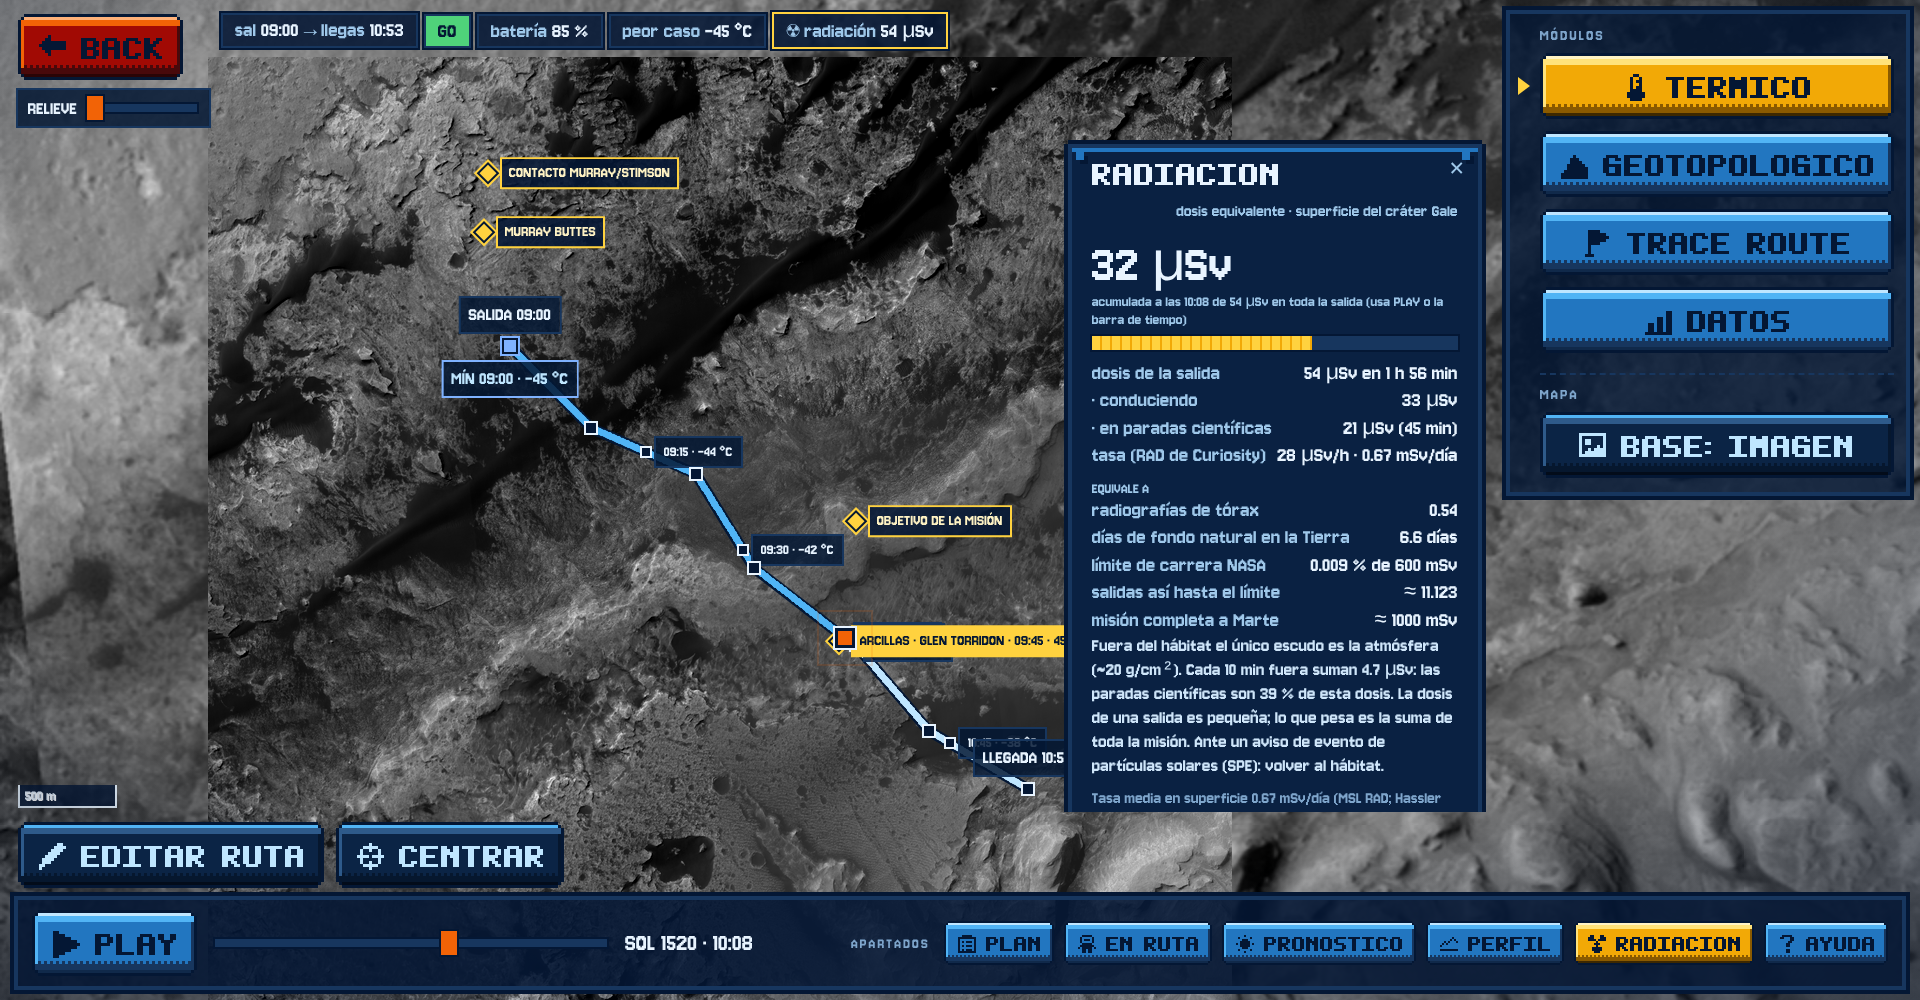 BACK
sal 09:00 → llegas 10:53
GO
batería 85 %
peor caso -45 °C
☢ radiación 54 µSv
RELIEVE
CONTACTO MURRAY/STIMSON
MURRAY BUTTES
SALIDA 09:00
MÍN 09:00 · -45 °C
09:15 · -44 °C
OBJETIVO DE LA MISIÓN
09:30 · -42 °C
ARCILLAS · GLEN TORRIDON · 09:45 · 45
10:45 · -38 °C
LLEGADA 10:5
500 m
RADIACION
×
dosis equivalente · superficie del cráter Gale
32 µSv
acumulada a las 10:08 de 54 µSv en toda la salida (usa PLAY o la
barra de tiempo)
dosis de la salida 54 µSv en 1 h 56 min
· conduciendo 33 µSv
· en paradas científicas 21 µSv (45 min)
tasa (RAD de Curiosity) 28 µSv/h · 0.67 mSv/día
EQUIVALE A
radiografías de tórax 0.54
días de fondo natural en la Tierra 6.6 días
límite de carrera NASA 0.009 % de 600 mSv
salidas así hasta el límite ≈ 11.123
misión completa a Marte ≈ 1000 mSv
Fuera del hábitat el único escudo es la atmósfera
(~20 g/cm²). Cada 10 min fuera suman 4.7 µSv: las
paradas científicas son 39 % de esta dosis. La dosis
de una salida es pequeña; lo que pesa es la suma de
toda la misión. Ante un aviso de evento de
partículas solares (SPE): volver al hábitat.
Tasa media en superficie 0.67 mSv/día (MSL RAD; Hassler
MÓDULOS
TERMICO
GEOTOPOLOGICO
TRACE ROUTE
DATOS
MAPA
BASE: IMAGEN
EDITAR RUTA
CENTRAR
PLAY
SOL 1520 · 10:08
APARTADOS
PLAN
EN RUTA
PRONOSTICO
PERFIL
RADIACION
? AYUDA